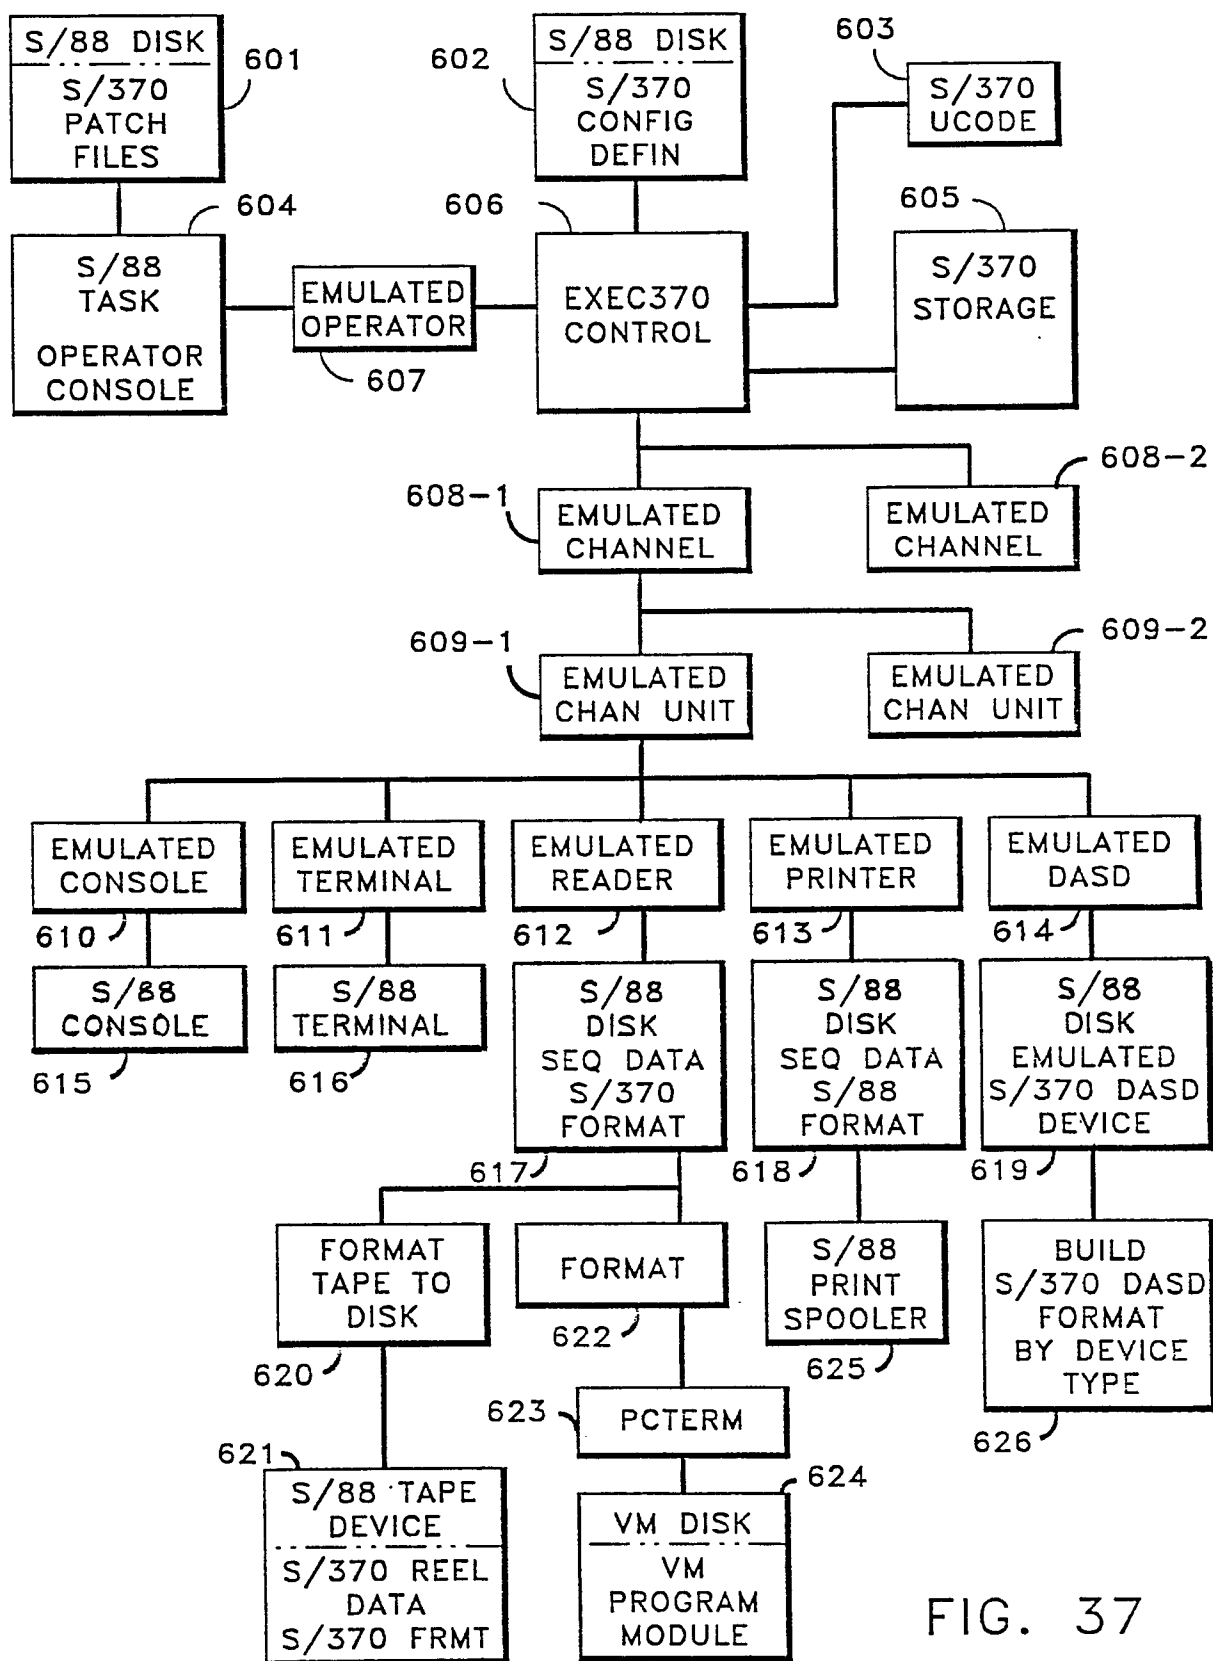 S/88 DISK
S/370
PATCH
FILES
601
S/88 DISK
S/370
CONFIG
DEFIN
602
603
S/370
UCODE
604
S/88
TASK
OPERATOR
CONSOLE
EMULATED
OPERATOR
607
606
EXEC370
CONTROL
605
S/370
STORAGE
608-1
EMULATED
CHANNEL
608-2
EMULATED
CHANNEL
609-1
EMULATED
CHAN UNIT
609-2
EMULATED
CHAN UNIT
EMULATED
CONSOLE
610
EMULATED
TERMINAL
611
EMULATED
READER
612
EMULATED
PRINTER
613
EMULATED
DASD
614
S/88
CONSOLE
615
S/88
TERMINAL
616
S/88
DISK
SEQ DATA
S/370
FORMAT
617
S/88
DISK
SEQ DATA
S/88
FORMAT
618
S/88
DISK
EMULATED
S/370 DASD
DEVICE
619
FORMAT
TAPE TO
DISK
620
FORMAT
622
S/88
PRINT
SPOOLER
625
BUILD
S/370 DASD
FORMAT
BY DEVICE
TYPE
626
623
PCTERM
621
S/88 TAPE
DEVICE
S/370 REEL
DATA
S/370 FRMT
624
VM DISK
VM
PROGRAM
MODULE
FIG. 37